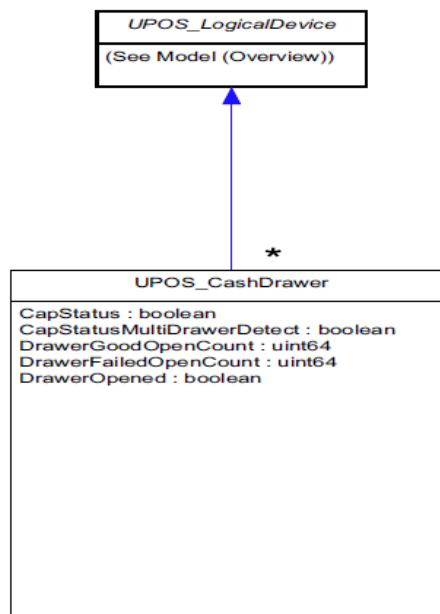 UPOS_LogicalDevice
(See Model (Overview))
*
UPOS_CashDrawer
CapStatus : boolean
CapStatusMultiDrawerDetect : boolean
DrawerGoodOpenCount : uint64
DrawerFailedOpenCount : uint64
DrawerOpened : boolean